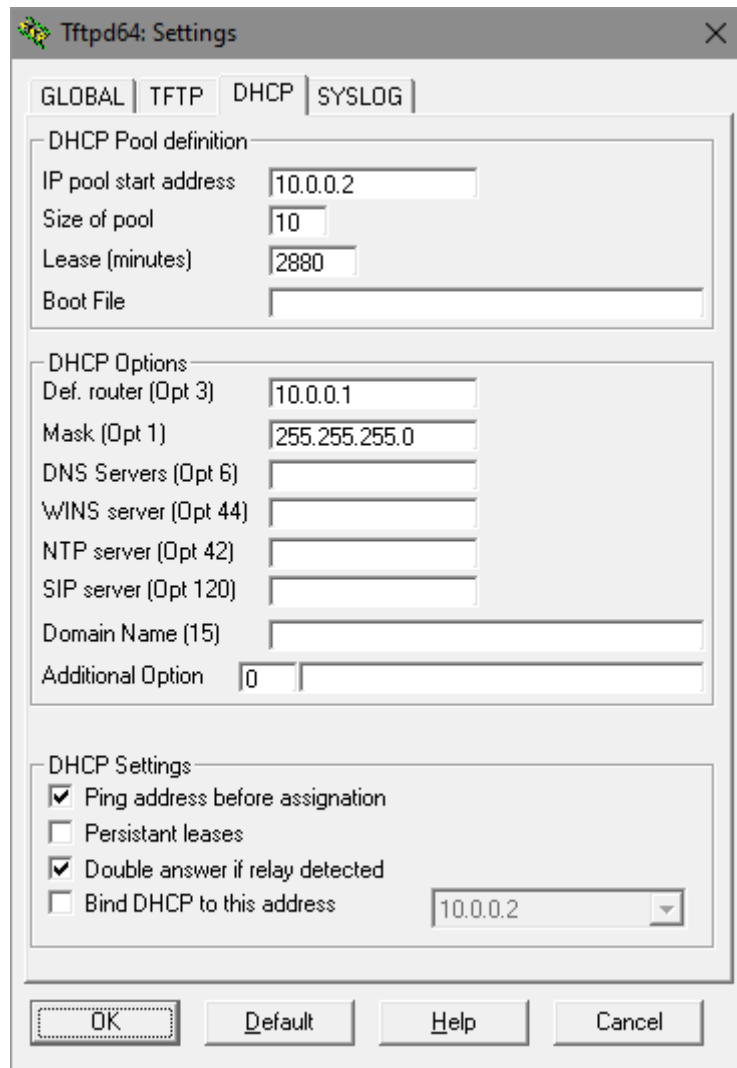 Tftpd64: Settings
GLOBAL TFTP DHCP SYSLOG
DHCP Pool definition
IP pool start address 10.0.0.2
Size of pool 10
Lease (minutes) 2880
Boot File
DHCP Options
Def. router (Opt 3) 10.0.0.1
Mask (Opt 1) 255.255.255.0
DNS Servers (Opt 6)
WINS server (Opt 44)
NTP server (Opt 42)
SIP server (Opt 120)
Domain Name (15)
Additional Option 0
DHCP Settings
Ping address before assignation
Persistant leases
Double answer if relay detected
Bind DHCP to this address 10.0.0.2
OK Default Help Cancel